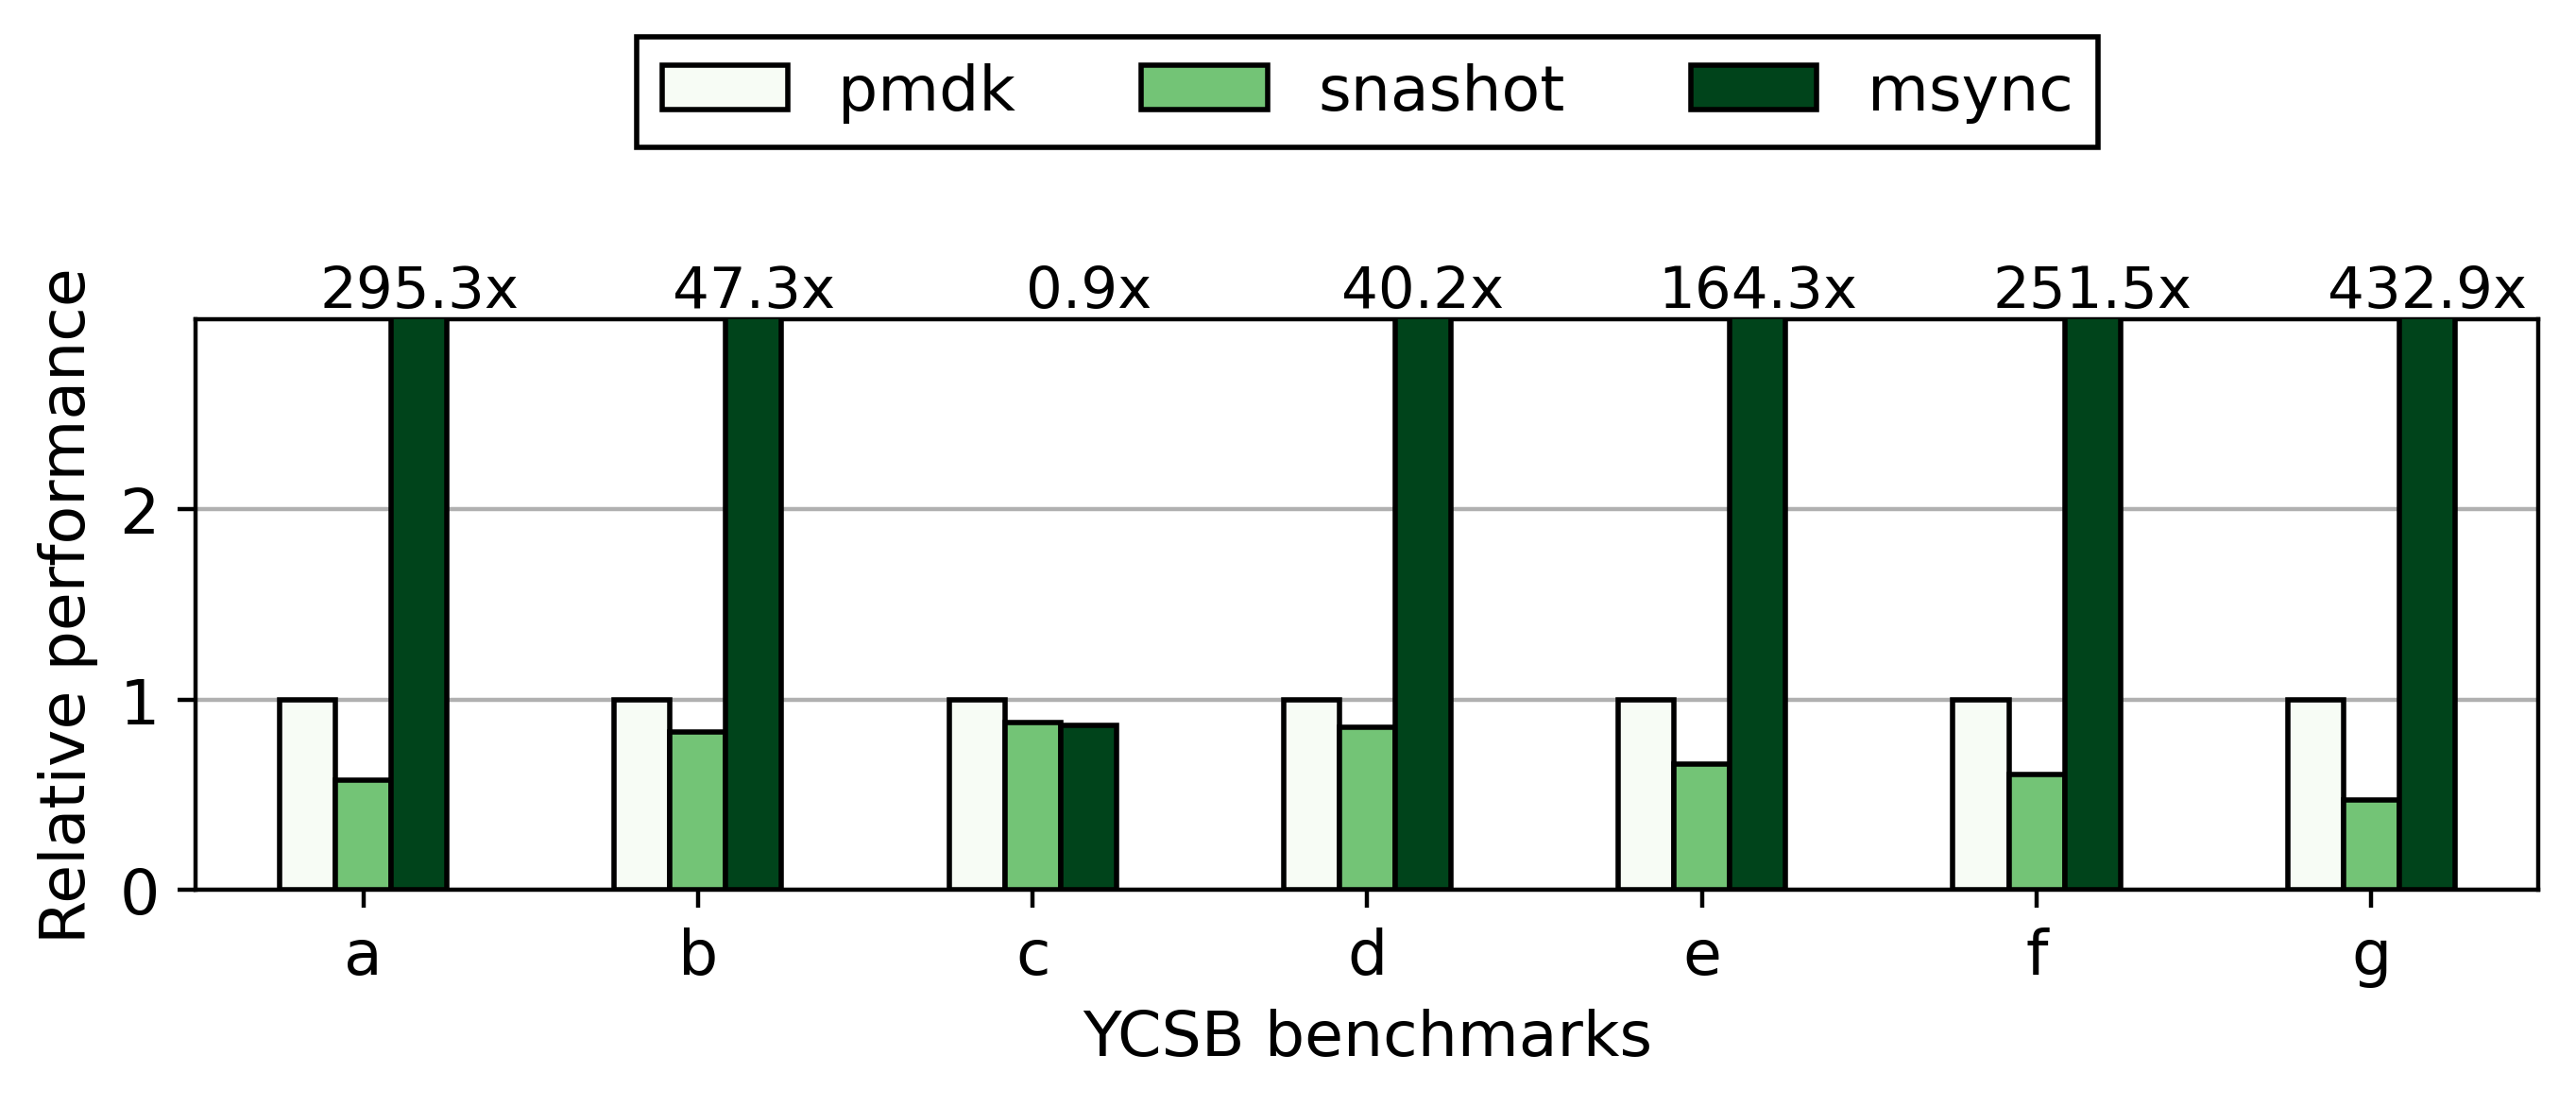 pmdk snashot msync
295.3x 47.3x 0.9x 40.2x 164.3x 251.5x 432.9x
Relative performance
2
1
0
a b c d e f g
YCSB benchmarks